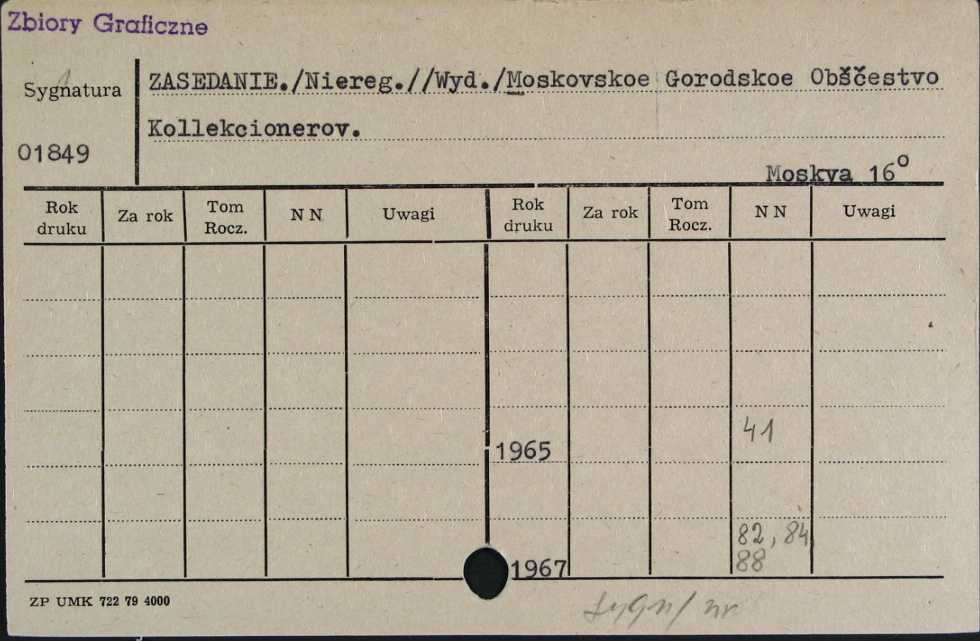 Zbiory Graficzne
Sygnatura
01849
ZASEDANIE./Niereg.//Wyd./Moskovskoe Gorodskoe Obščestvo
Kollekcionerov.
Moskva 16°
Rok druku Za rok Tom Rocz. N N Uwagi Rok druku Za rok Tom Rocz. N N Uwagi
1965 41
82, 84
1967 88
ZP UMK 722 79 4000
sygn/ nr